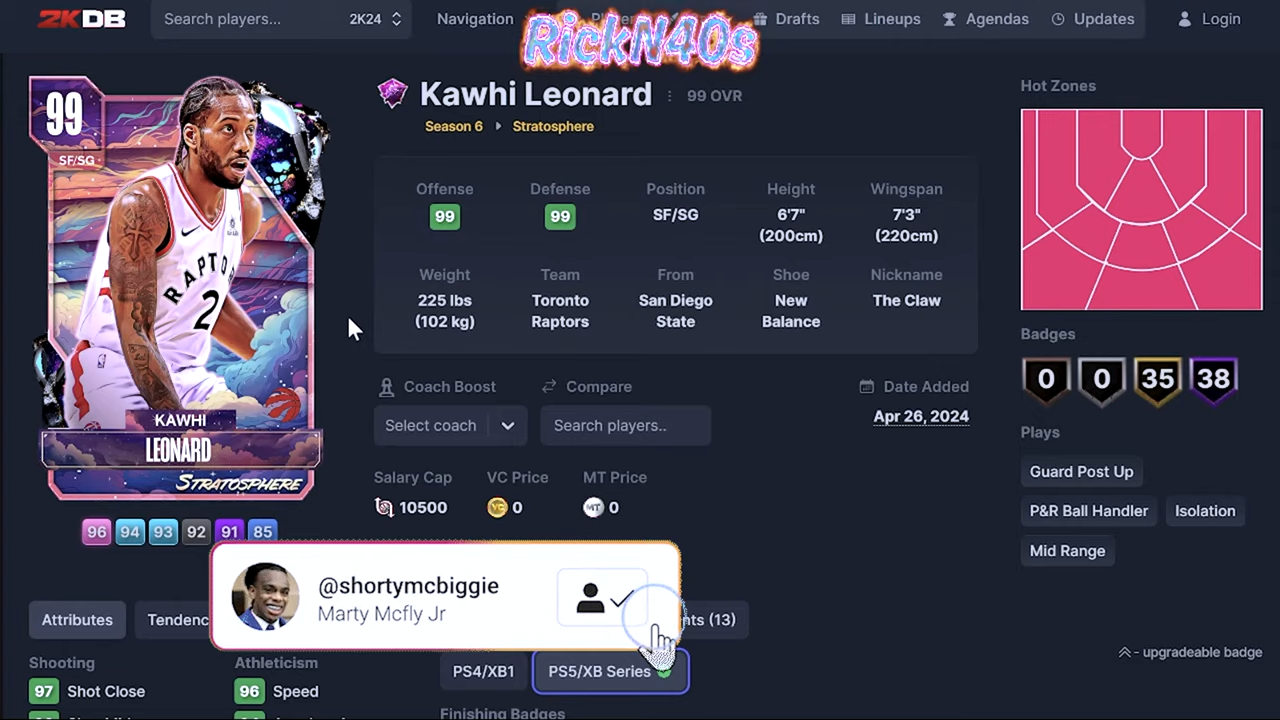 2KDB
Search players...
2K24
Navigation
Drafts
Lineups
Agendas
Updates
Login
RickN40s
99
SF/SG
RAPTO
2
KAWHI
LEONARD
STRATOSPHERE
96 94 93 92 91 85
Kawhi Leonard
99 OVR
Season 6
Stratosphere
Offense
Defense
Position
Height
Wingspan
99
99
SF/SG
6'7"
(200cm)
7'3"
(220cm)
Weight
Team
From
Shoe
Nickname
225 lbs
(102 kg)
Toronto
Raptors
San Diego
State
New
Balance
The Claw
Coach Boost
Compare
Date Added
Select coach
Search players..
Apr 26, 2024
Salary Cap
VC Price
MT Price
10500
VC 0
MT 0
Hot Zones
Badges
0 0 35 38
Plays
Guard Post Up
P&R Ball Handler
Isolation
Mid Range
- upgradeable badge
@shortymcbiggie
Marty Mcfly Jr
Attributes
Tendenc
nts (13)
Shooting
Athleticism
97 Shot Close
96 Speed
PS4/XB1
PS5/XB Series
Finishing Badges